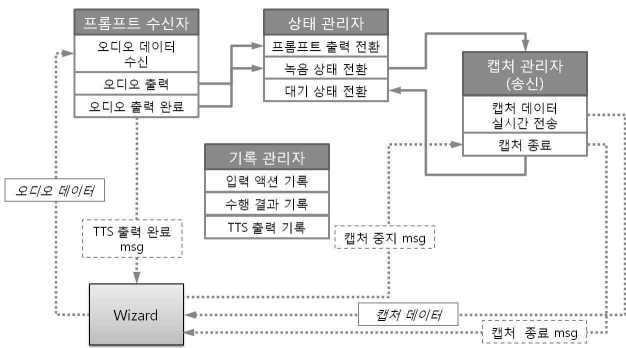 프롬프트 수신자
오디오 데이터
수신
오디오 출력
오디오 출력 완료
상태 관리자
프롬프트 출력 전환
녹음 상태 전환
대기 상태 전환
캡처 관리자
(송신)
캡처 데이터
실시간 전송
캡처 종료
기록 관리자
입력 액션 기록
수행 결과 기록
TTS 출력 기록
오디오 데이터
TTS 출력 완료
msg
캡처 중지 msg
Wizard
캡처 데이터
캡처 종료 msg